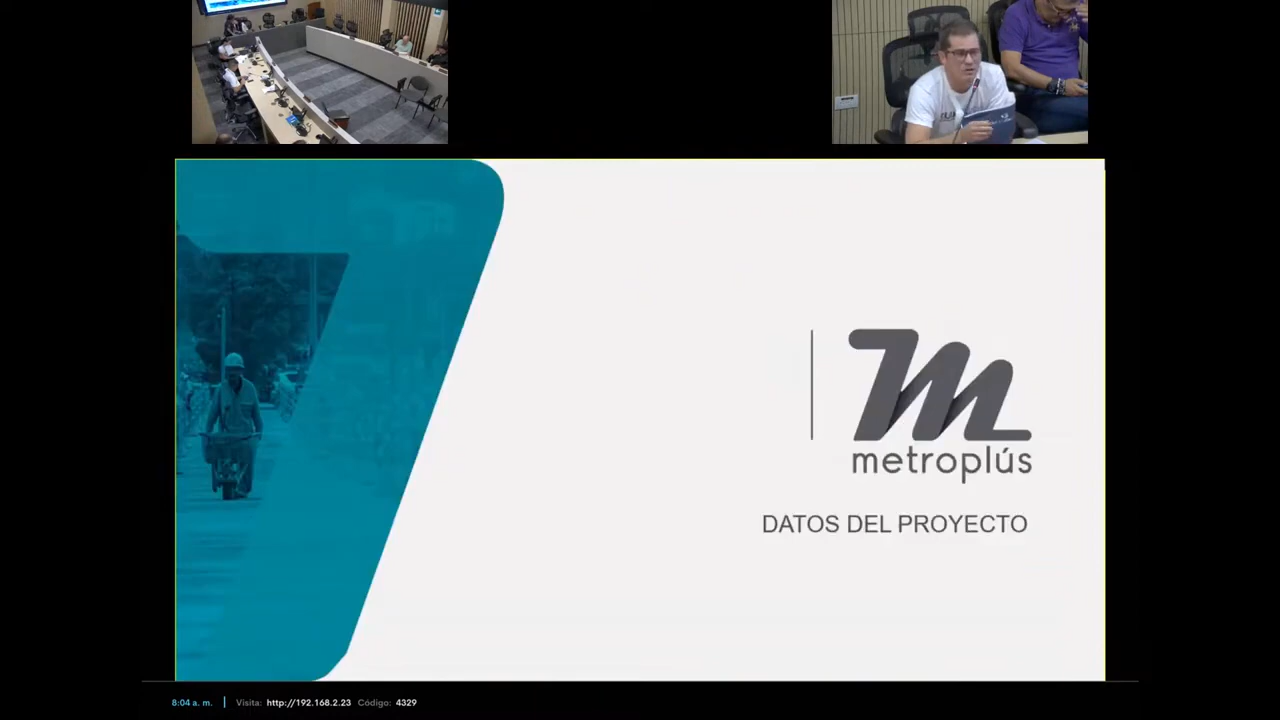 metroplús
DATOS DEL PROYECTO
8:04 a. m. | Visita: http://192.168.2.23 Código: 4329